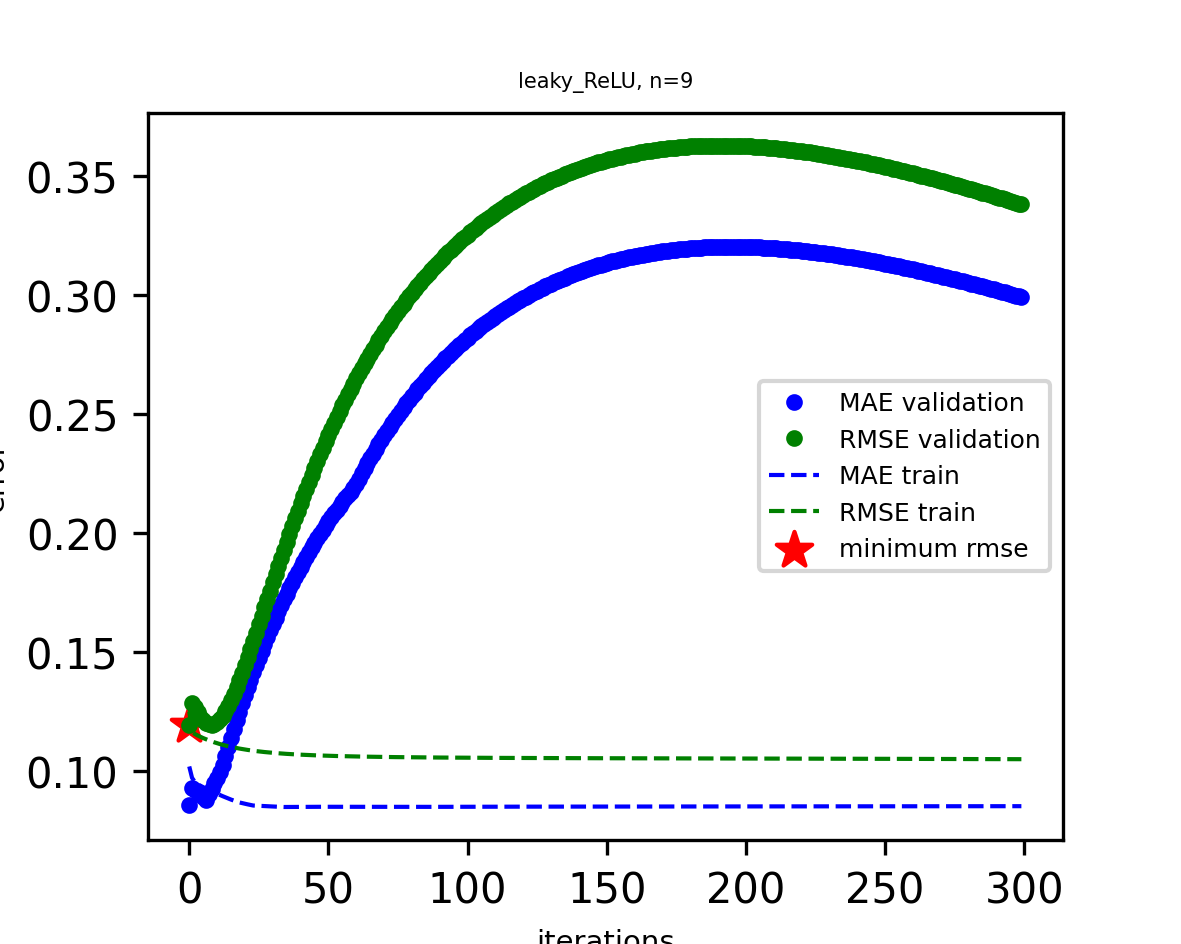 leaky_ReLU, n=9
0.35
0.30
0.25
0.20
0.15
0.10
MAE validation
RMSE validation
MAE train
RMSE train
minimum rmse
0 50 100 150 200 250 300
iterations